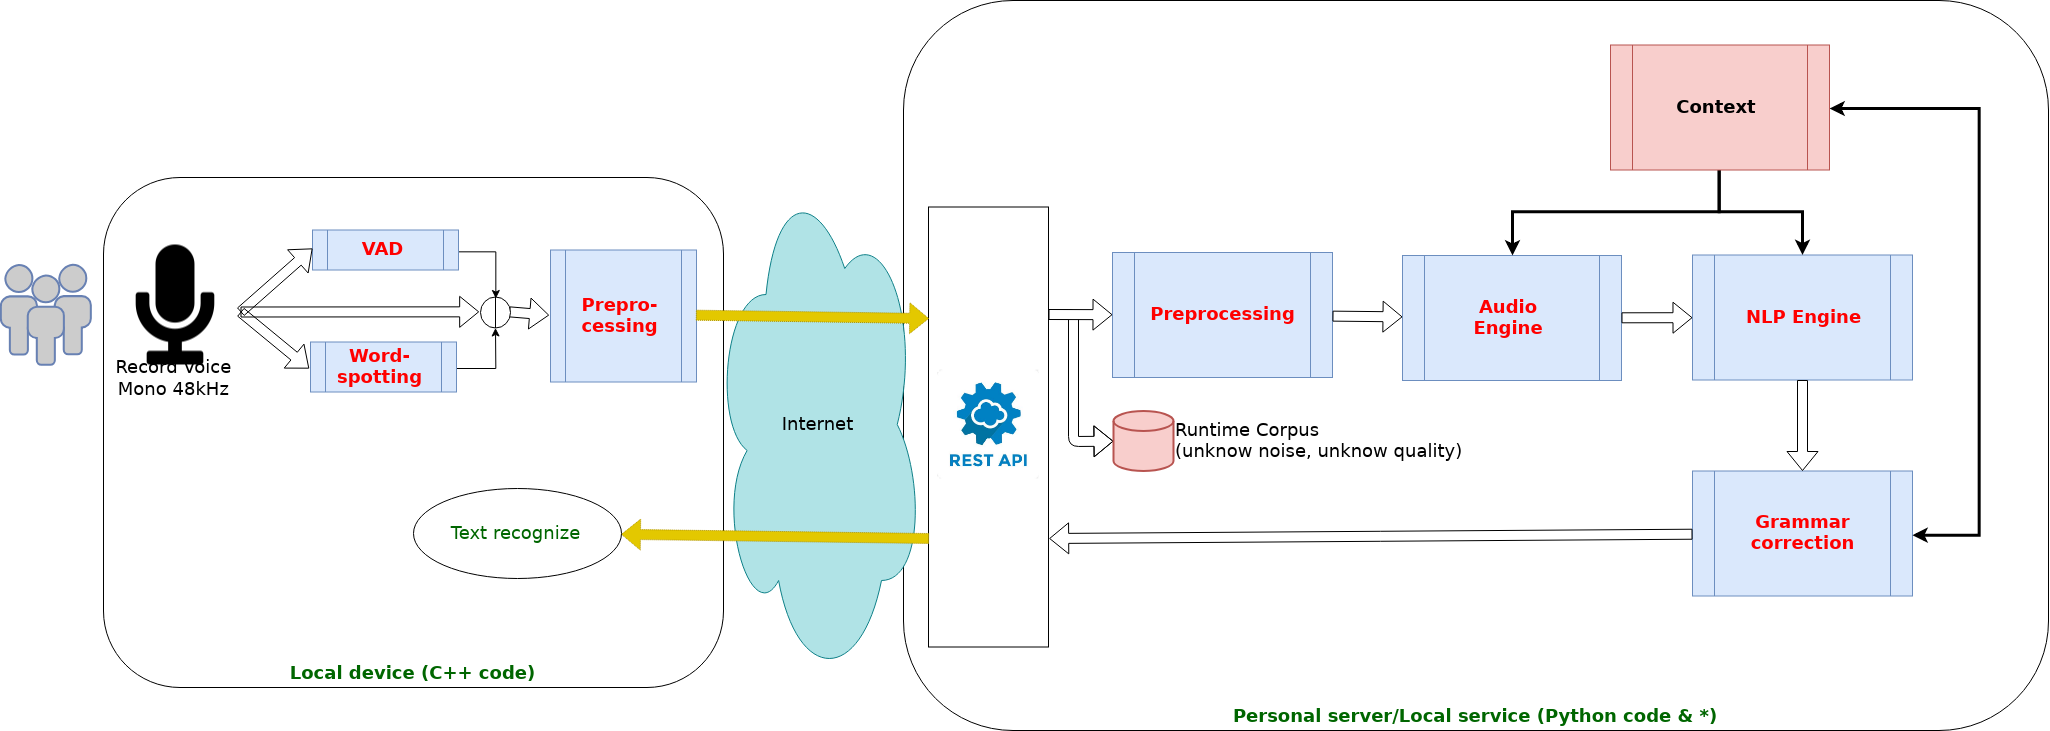 Context
VAD
Prepro-
cessing
Word-
spotting
Record voice
Mono 48kHz
Internet
REST API
Preprocessing
Audio
Engine
NLP Engine
Runtime Corpus
(unknow noise, unknow quality)
Text recognize
Grammar
correction
Local device (C++ code)
Personal server/Local service (Python code & *)